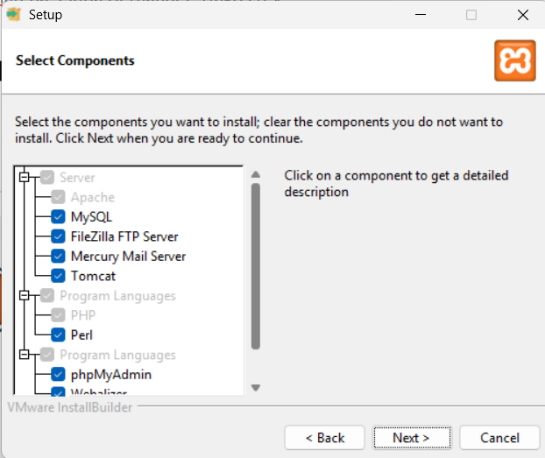 Setup
Select Components
Select the components you want to install; clear the components you do not want to
install. Click Next when you are ready to continue.
Server
Apache
MySQL
FileZilla FTP Server
Mercury Mail Server
Tomcat
Program Languages
PHP
Perl
Program Languages
phpMyAdmin
Webalizer
Click on a component to get a detailed
description
VMware InstallBuilder
< Back
Next >
Cancel